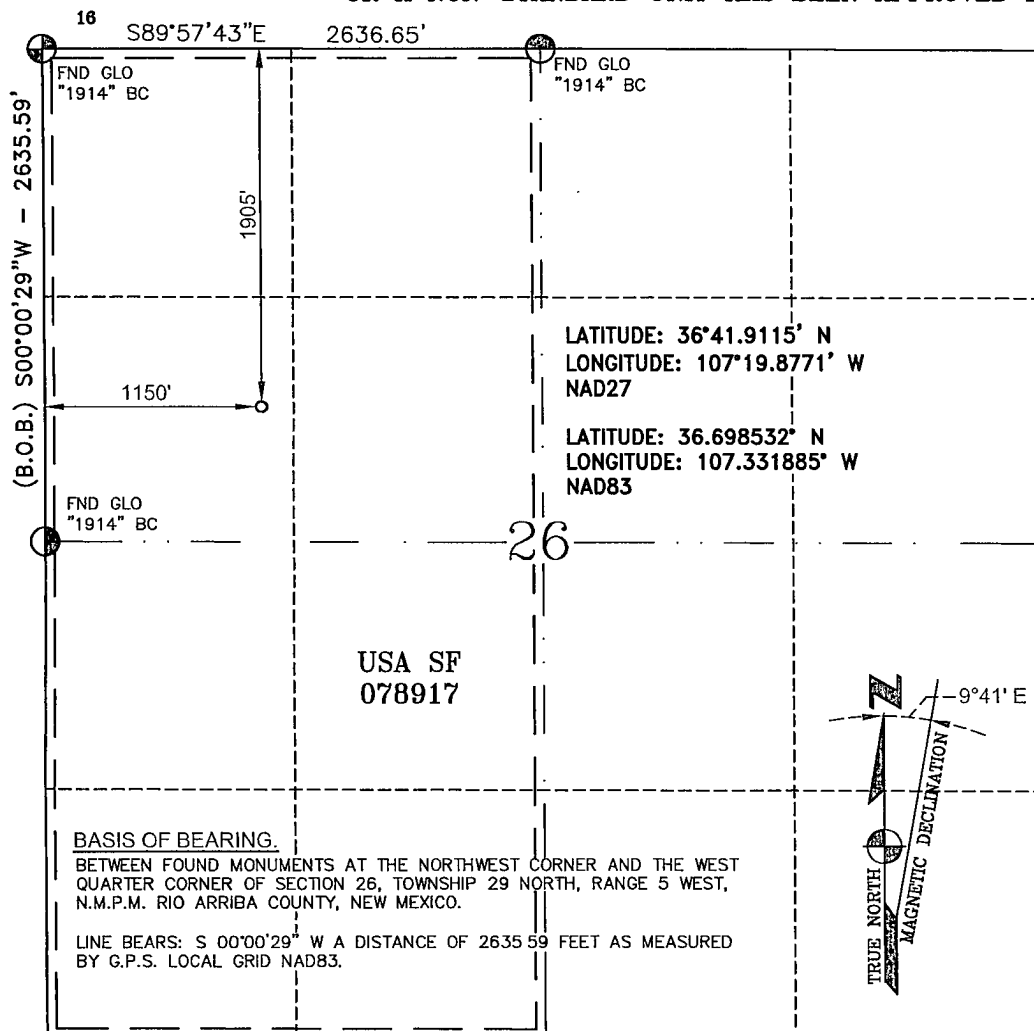 16
S89°57'43"E 2636.65'
FND GLO
"1914" BC
FND GLO
"1914" BC
(B.O.B.) S00°00'29"W - 2635.59'
1905'
1150'
LATITUDE: 36°41.9115' N
LONGITUDE: 107°19.8771' W
NAD27
LATITUDE: 36.698532° N
LONGITUDE: 107.331885° W
NAD83
FND GLO
"1914" BC
26
USA SF
078917
N
9°41' E
TRUE NORTH
MAGNETIC DECLINATION
BASIS OF BEARING.
BETWEEN FOUND MONUMENTS AT THE NORTHWEST CORNER AND THE WEST
QUARTER CORNER OF SECTION 26, TOWNSHIP 29 NORTH, RANGE 5 WEST,
N.M.P.M. RIO ARRIBA COUNTY, NEW MEXICO.
LINE BEARS: S 00°00'29" W A DISTANCE OF 2635 59 FEET AS MEASURED
BY G.P.S. LOCAL GRID NAD83.